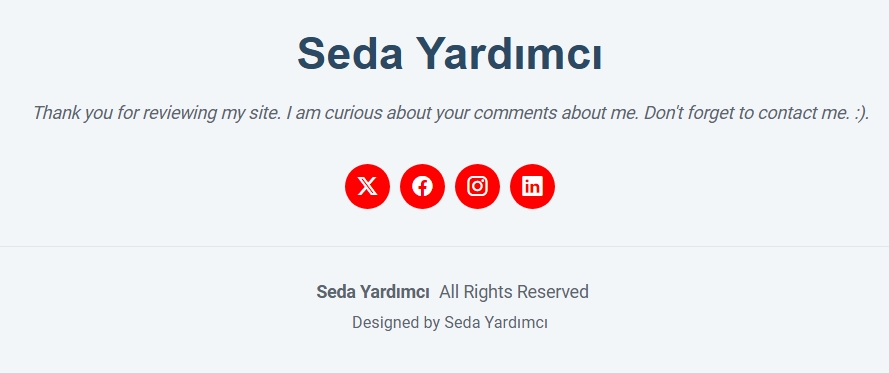 Seda Yardımcı
Thank you for reviewing my site. I am curious about your comments about me. Don't forget to contact me. :).
Seda Yardımcı All Rights Reserved
Designed by Seda Yardımcı